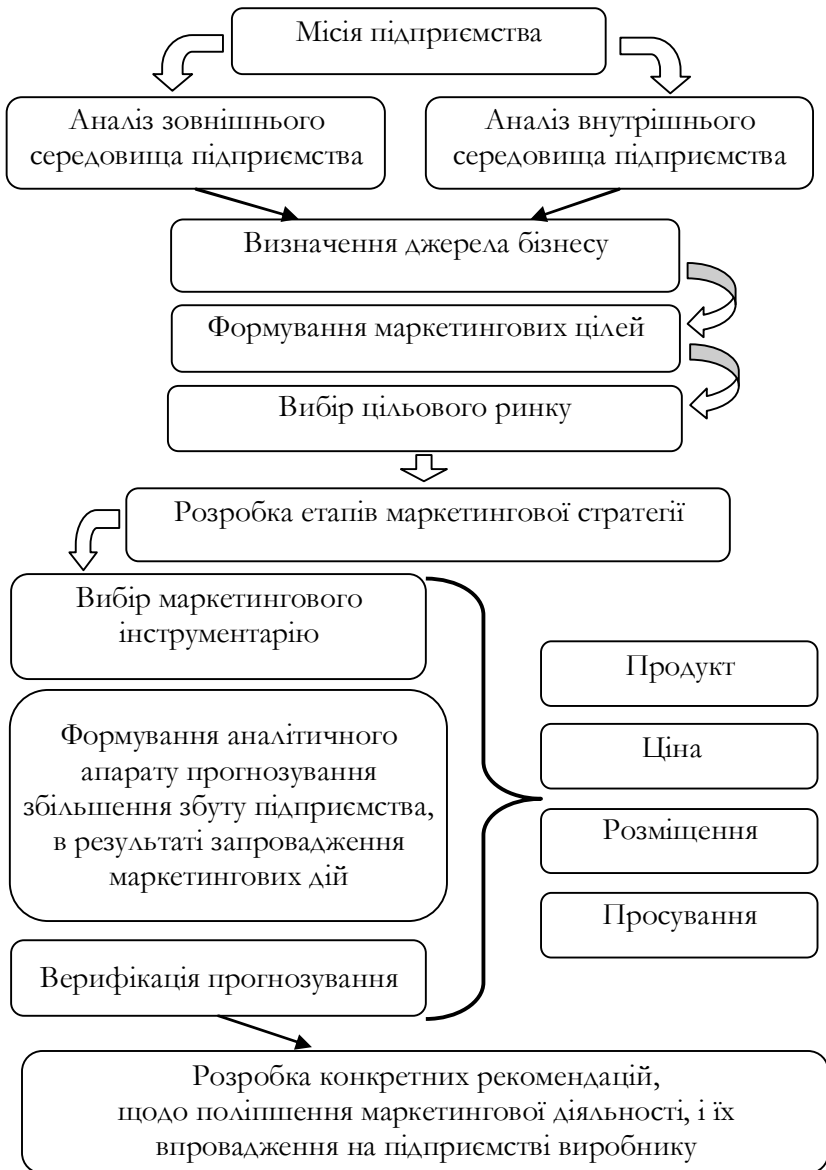 Місія підприємства
Аналіз зовнішнього
середовища підприємства
Аналіз внутрішнього
середовища підприємства
Визначення джерела бізнесу
Формування маркетингових цілей
Вибір цільового ринку
Розробка етапів маркетингової стратегії
Вибір маркетингового
інструментарію
Формування аналітичного
апарату прогнозування
збільшення збуту підприємства,
в результаті запровадження
маркетингових дій
Верифікація прогнозування
Продукт
Ціна
Розміщення
Просування
Розробка конкретних рекомендацій,
щодо поліпшення маркетингової діяльності, і їх
впровадження на підприємстві виробнику